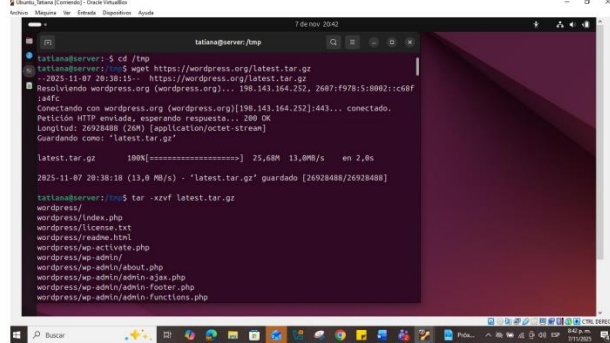 Ubuntu_Tatiana [Corriendo] - Oracle VirtualBox
Archivo Máquina Ver Entrada Dispositivos Ayuda
7 de nov 20:42
tatiana@server: /tmp
tatiana@server:~$ cd /tmp
tatiana@server:/tmp$ wget https://wordpress.org/latest.tar.gz
--2025-11-07 20:38:15-- https://wordpress.org/latest.tar.gz
Resolviendo wordpress.org (wordpress.org)... 198.143.164.252, 2607:f978:5:8002::c68f
:a4fc
Conectando con wordpress.org (wordpress.org)[198.143.164.252]:443... conectado.
Petición HTTP enviada, esperando respuesta... 200 OK
Longitud: 26928488 (26M) [application/octet-stream]
Guardando como: ‘latest.tar.gz’
latest.tar.gz 100%[===================>] 25,68M 13,0MB/s en 2,0s
2025-11-07 20:38:18 (13,0 MB/s) - ‘latest.tar.gz’ guardado [26928488/26928488]
tatiana@server:/tmp$ tar -xzvf latest.tar.gz
wordpress/
wordpress/index.php
wordpress/license.txt
wordpress/readme.html
wordpress/wp-activate.php
wordpress/wp-admin/
wordpress/wp-admin/about.php
wordpress/wp-admin/admin-ajax.php
wordpress/wp-admin/admin-footer.php
wordpress/wp-admin/admin-functions.php
CTRL DEREC
Buscar
Próx...
ESP
8:42 p. m.
7/11/2025